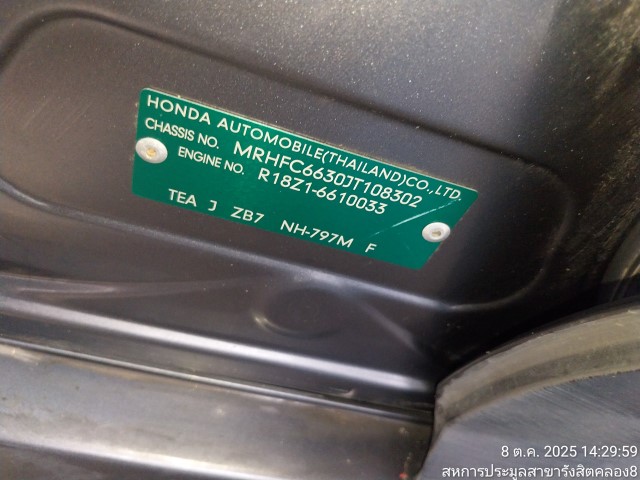 HONDA AUTOMOBILE(THAILAND)CO.,LTD.
CHASSIS NO. MRHFC6630JT108302
ENGINE NO. R18Z1-6610033
TEA J ZB7 NH-797M F
8 ต.ค. 2025 14:29:59
สหการประมูลสาขารังสิตคลอง8